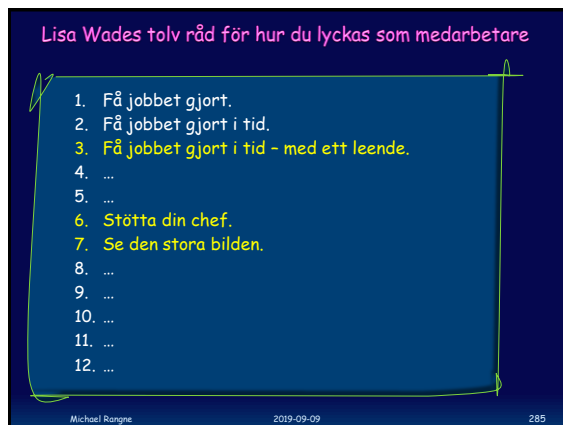 Lisa Wades tolv råd för hur du lyckas som medarbetare
1. Få jobbet gjort.
2. Få jobbet gjort i tid.
3. Få jobbet gjort i tid – med ett leende.
4. …
5. …
6. Stötta din chef.
7. Se den stora bilden.
8. …
9. …
10. …
11. …
12. …
Michael Rangne 2019-09-09 285